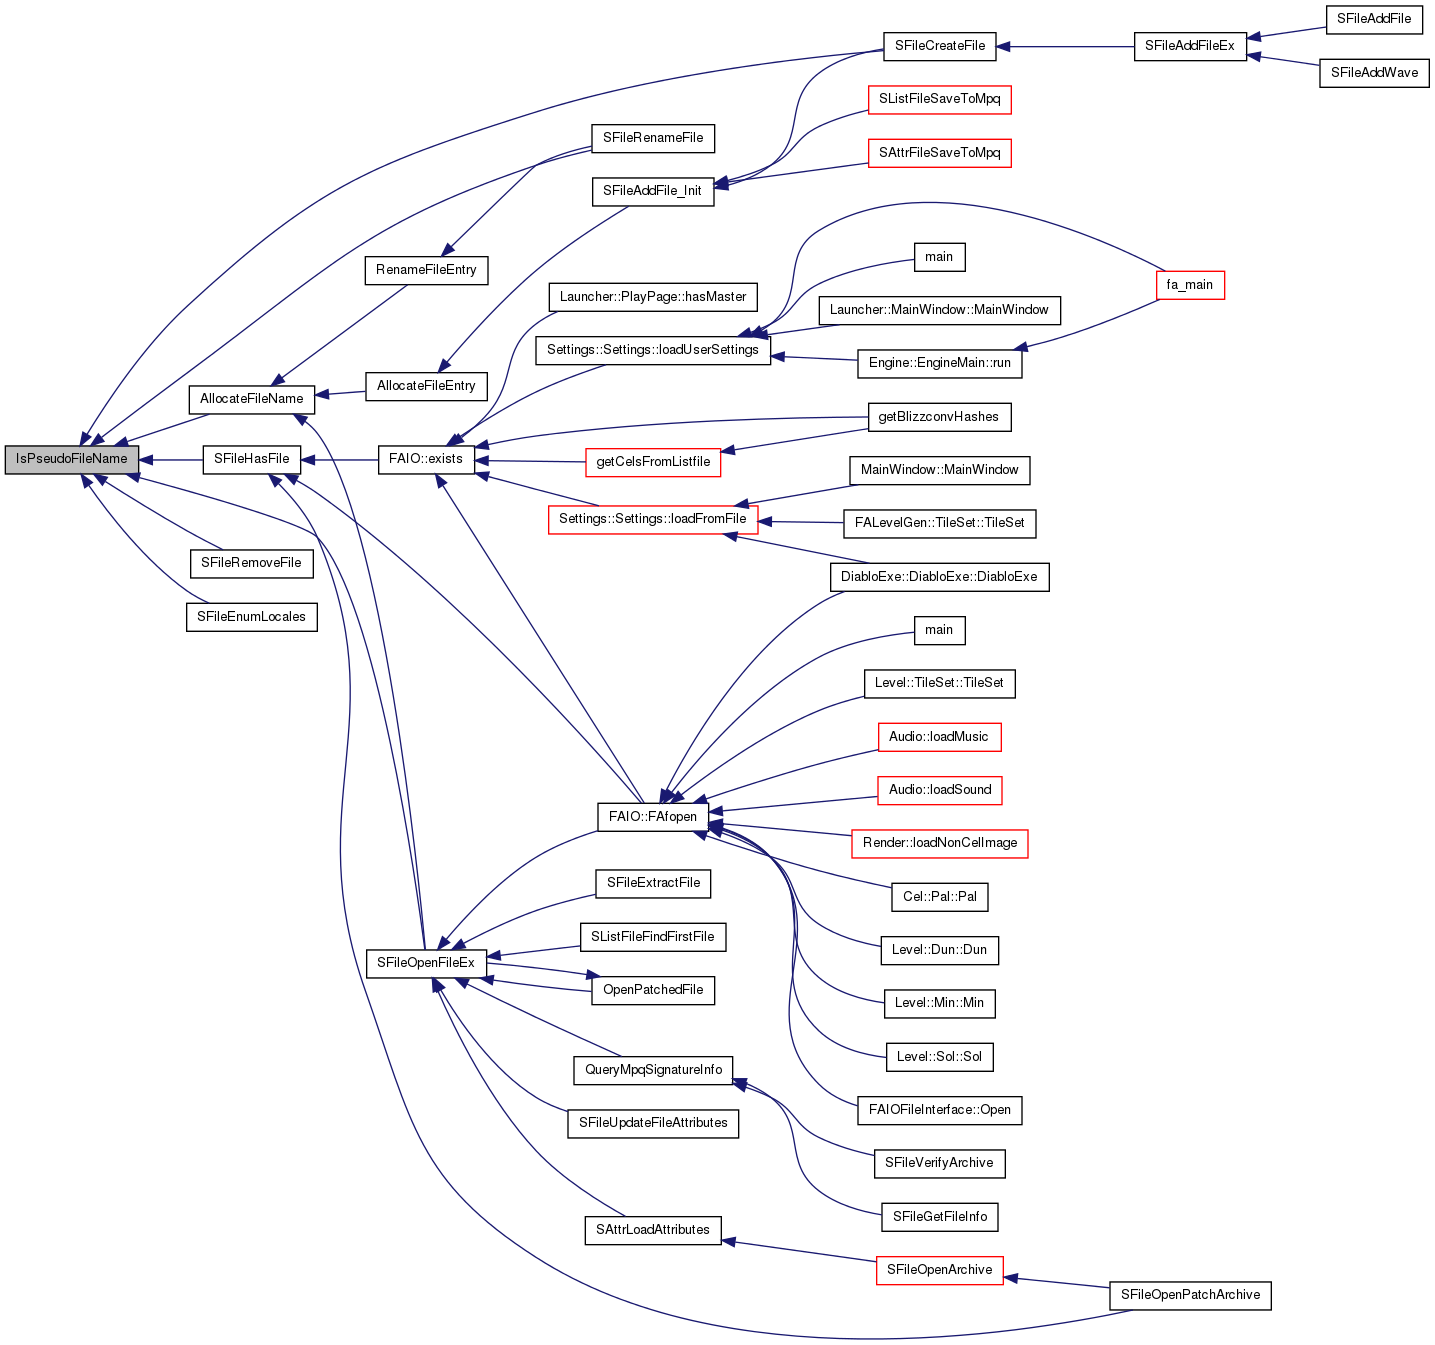 SFileAddFile
SFileCreateFile
SFileAddFileEx
SFileAddWave
SListFileSaveToMpq
SFileRenameFile
SAttrFileSaveToMpq
SFileAddFile_Init
main
RenameFileEntry
fa_main
Launcher::PlayPage::hasMaster
Launcher::MainWindow::MainWindow
Settings::Settings::loadUserSettings
Engine::EngineMain::run
AllocateFileEntry
AllocateFileName
getBlizzconvHashes
IsPseudoFileName
SFileHasFile
FAIO::exists
getCelsFromListfile
MainWindow::MainWindow
Settings::Settings::loadFromFile
FALevelGen::TileSet::TileSet
SFileRemoveFile
DiabloExe::DiabloExe::DiabloExe
SFileEnumLocales
main
Level::TileSet::TileSet
Audio::loadMusic
Audio::loadSound
FAIO::FAfopen
Render::loadNonCelImage
SFileExtractFile
Cel::Pal::Pal
SListFileFindFirstFile
Level::Dun::Dun
SFileOpenFileEx
OpenPatchedFile
Level::Min::Min
QueryMpqSignatureInfo
Level::Sol::Sol
FAIOFileInterface::Open
SFileUpdateFileAttributes
SFileVerifyArchive
SFileGetFileInfo
SAttrLoadAttributes
SFileOpenArchive
SFileOpenPatchArchive